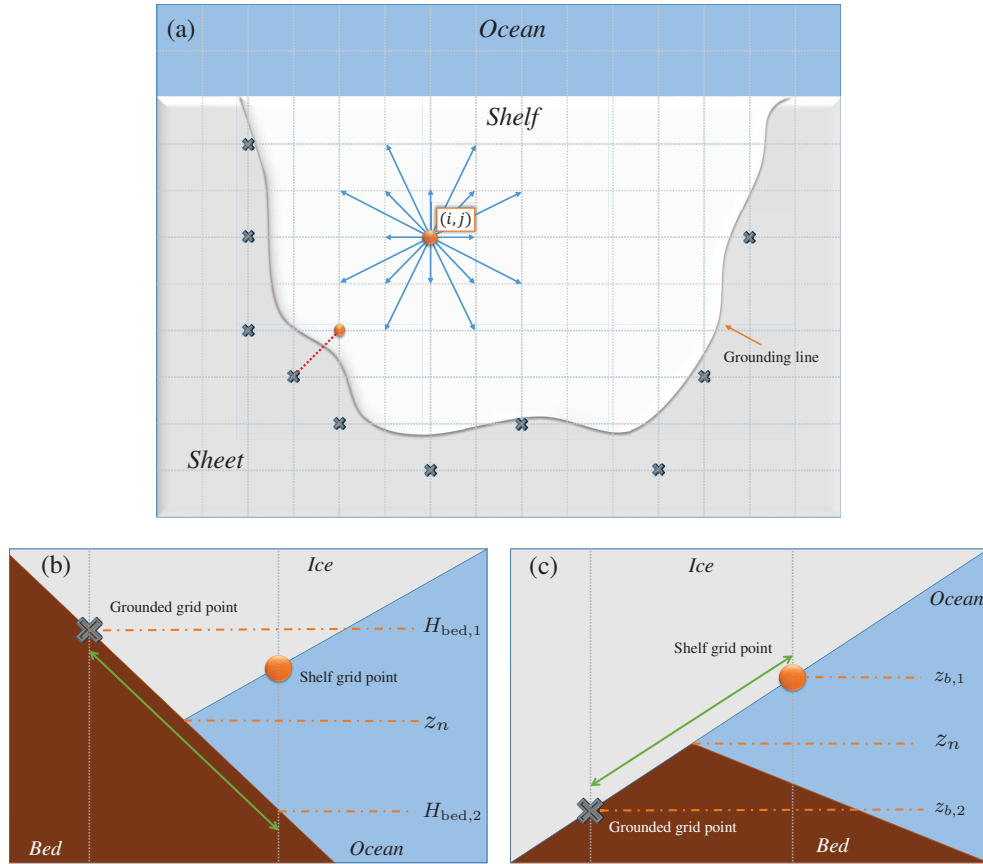 (a)
Ocean
Shelf
(i,j)
Grounding line
Sheet
(b)
Ice
Grounded grid point
H_bed,1
Shelf grid point
z_n
H_bed,2
Bed
Ocean
(c)
Ice
Ocean
Shelf grid point
z_b,1
z_n
z_b,2
Grounded grid point
Bed